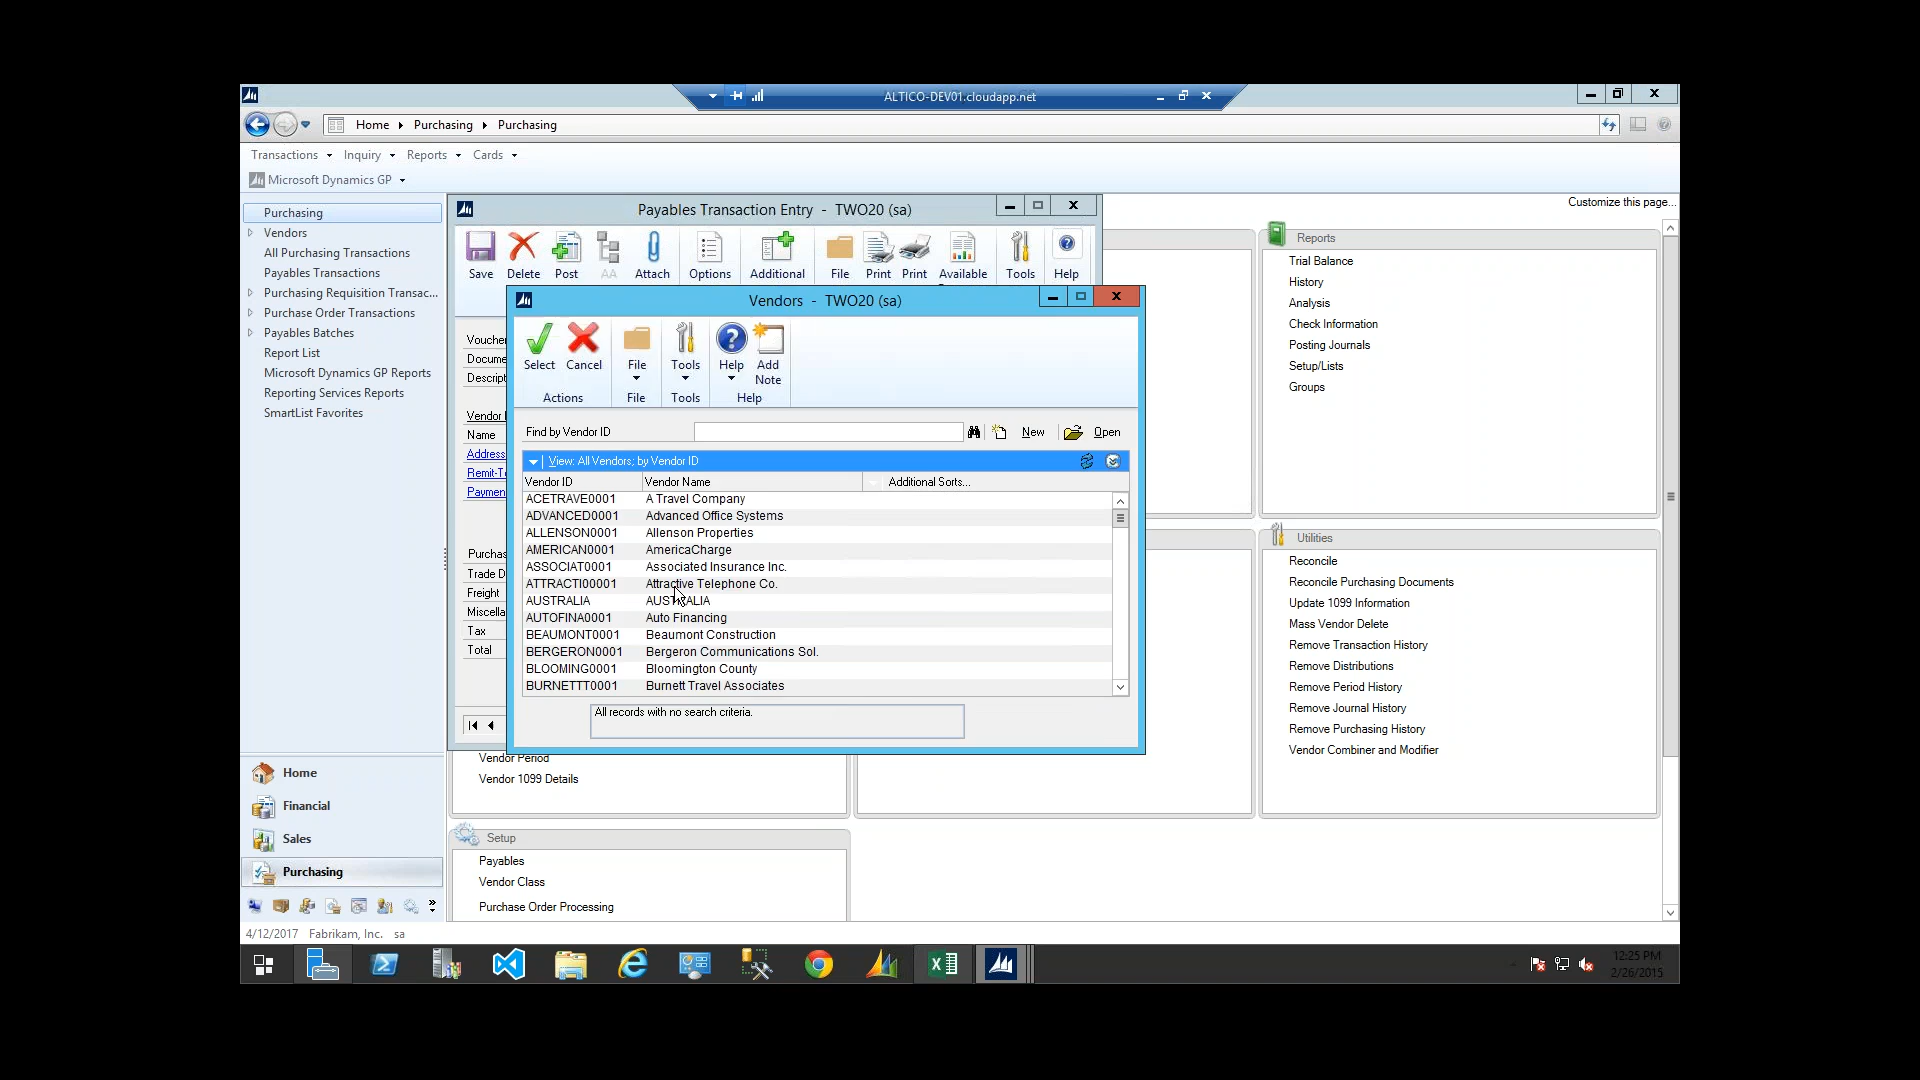 ALTICO-DEV01.cloudapp.net
Home Purchasing Purchasing
Transactions Inquiry Reports Cards
Microsoft Dynamics GP
Customize this page...
Purchasing
Vendors
All Purchasing Transactions
Payables Transactions
Purchasing Requisition Transac...
Purchase Order Transactions
Payables Batches
Report List
Microsoft Dynamics GP Reports
Reporting Services Reports
SmartList Favorites
Home
Financial
Sales
Purchasing
Payables Transaction Entry - TWO20 (sa)
Save Delete Post AA Attach Options Additional File Print Print Available Tools Help
Vouche
Docume
Descript
Vendor
Name
Address
Remit-T
Paymen
Purchas
Trade D
Freight
Miscella
Tax
Total
Vendors - TWO20 (sa)
Select Cancel File Tools Help Add Note
Actions File Tools Help
Find by Vendor ID New Open
View: All Vendors; by Vendor ID
Vendor ID Vendor Name Additional Sorts...
ACETRAVE0001 A Travel Company
ADVANCED0001 Advanced Office Systems
ALLENSON0001 Allenson Properties
AMERICAN0001 AmericaCharge
ASSOCIAT0001 Associated Insurance Inc.
ATTRACTI00001 Attractive Telephone Co.
AUSTRALIA AUSTRALIA
AUTOFINA0001 Auto Financing
BEAUMONT0001 Beaumont Construction
BERGERON0001 Bergeron Communications Sol.
BLOOMING0001 Bloomington County
BURNETTT0001 Burnett Travel Associates
All records with no search criteria.
Vendor Period
Vendor 1099 Details
Setup
Payables
Vendor Class
Purchase Order Processing
Reports
Trial Balance
History
Analysis
Check Information
Posting Journals
Setup/Lists
Groups
Utilities
Reconcile
Reconcile Purchasing Documents
Update 1099 Information
Mass Vendor Delete
Remove Transaction History
Remove Distributions
Remove Period History
Remove Journal History
Remove Purchasing History
Vendor Combiner and Modifier
4/12/2017 Fabrikam, Inc. sa
12:25 PM
2/26/2015